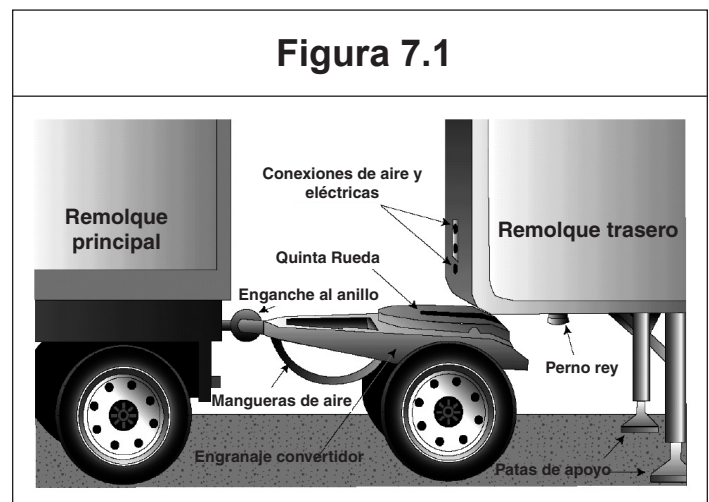 Figura 7.1
Conexiones de aire y
eléctricas
Remolque
principal
Remolque trasero
Quinta Rueda
Enganche al anillo
Perno rey
Mangueras de aire
Engranaje convertidor
Patas de apoyo